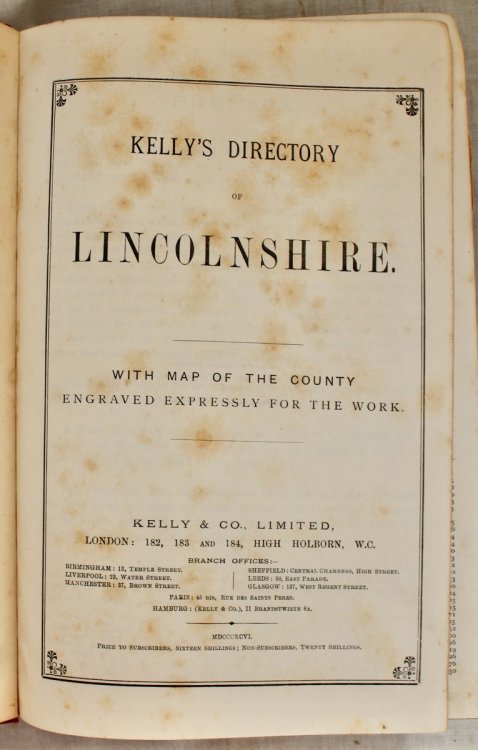 KELLY'S DIRECTORY
OF
LINCOLNSHIRE.
WITH MAP OF THE COUNTY
ENGRAVED EXPRESSLY FOR THE WORK.
KELLY & CO., LIMITED,
LONDON: 182, 183 AND 184, HIGH HOLBORN, W.C.
BRANCH OFFICES:—
BIRMINGHAM: 13, TEMPLE STREET.
LIVERPOOL: 23, WATER STREET.
MANCHESTER: 37, BROWN STREET.
SHEFFIELD: CENTRAL CHAMBERS, HIGH STREET.
LEEDS: 30, EAST PARADE.
GLASGOW: 137, WEST REGENT STREET.
PARIS: 45 BIS, RUE DES SAINTS PERES.
HAMBURG: (KELLY & CO.), 11 BRANDSTWIETE 8A.
MDCCCXCVI.
PRICE TO SUBSCRIBERS, SIXTEEN SHILLINGS; NON-SUBSCRIBERS, TWENTY SHILLINGS.